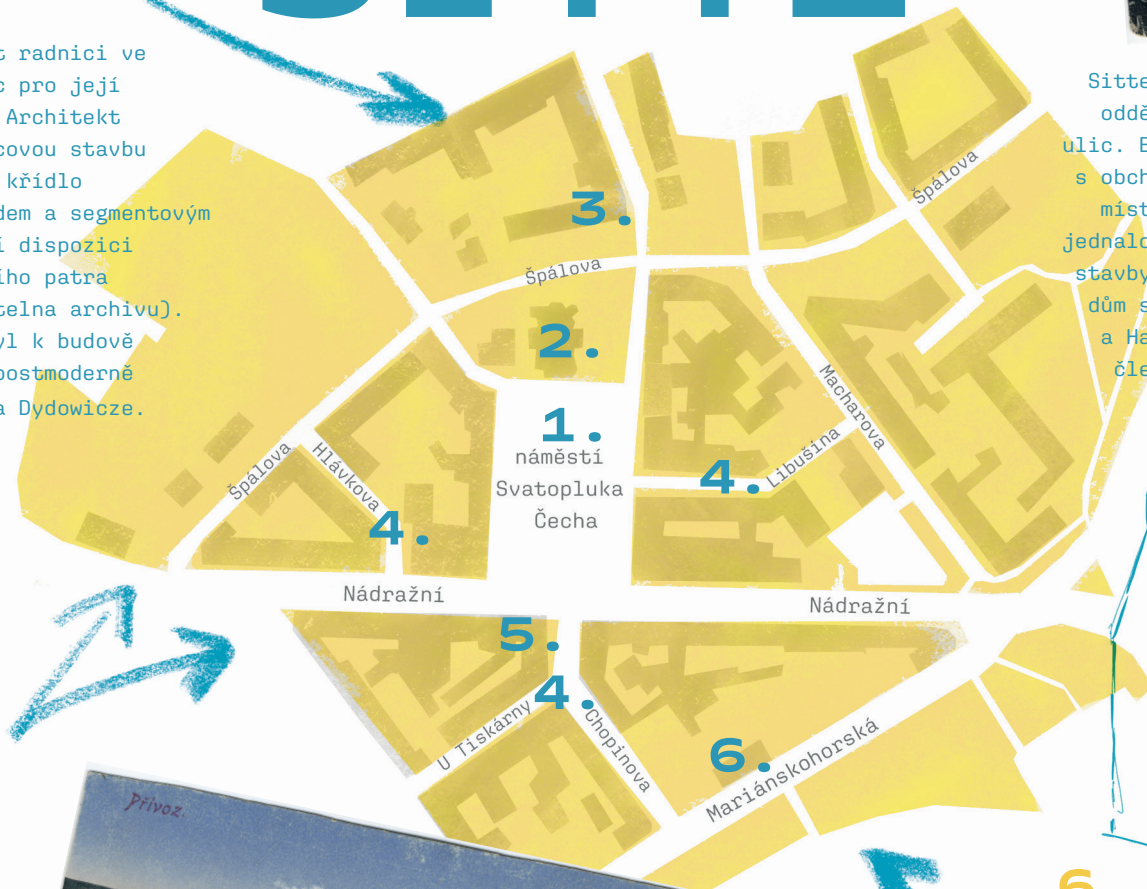 SITTE
t radnici ve
c pro její
Architekt
covou stavbu
křídlo
dem a segmentovým
í dispozici
ího patra
telna archivu).
yl k budově
postmoderně
a Dydowicze.
Sitte
oddě
ulic. B
s obch
míst
jednalo
stavby
dům s
a Ha
čle
Špálova
3.
Špálova
2.
1.
náměstí
Svatopluka
Čecha
Macharova
Libušina
4.
Špálova
Hlávkova
4.
Nádražní
Nádražní
5.
4.
U Tiskárny
Chopinova
6.
Mariánskohorská
Přívoz.
6